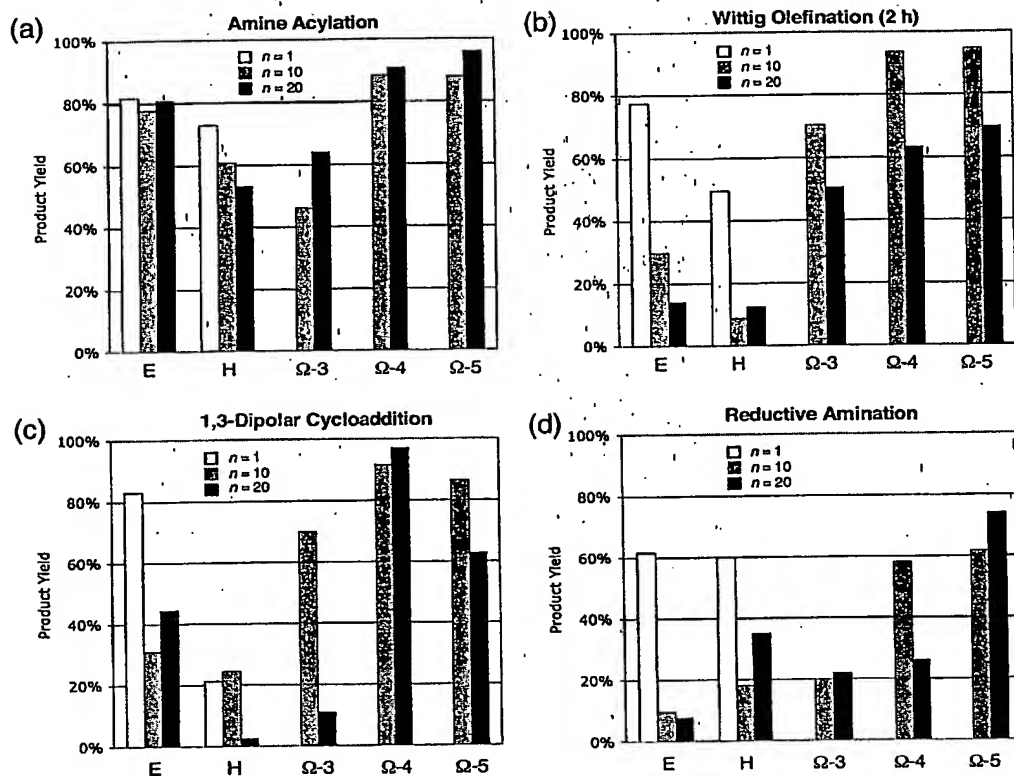 (a)
Amine Acylation
100%
80%
60%
40%
20%
0%
Product Yield
n = 1
n = 10
n = 20
E H Ω-3 Ω-4 Ω-5
(b)
Wittig Olefination (2 h)
100%
80%
60%
40%
20%
0%
Product Yield
n = 1
n = 10
n = 20
E H Ω-3 Ω-4 Ω-5
(c)
1,3-Dipolar Cycloaddition
100%
80%
60%
40%
20%
0%
Product Yield
n = 1
n = 10
n = 20
E H Ω-3 Ω-4 Ω-5
(d)
Reductive Amination
100%
80%
60%
40%
20%
0%
Product Yield
n = 1
n = 10
n = 20
E H Ω-3 Ω-4 Ω-5